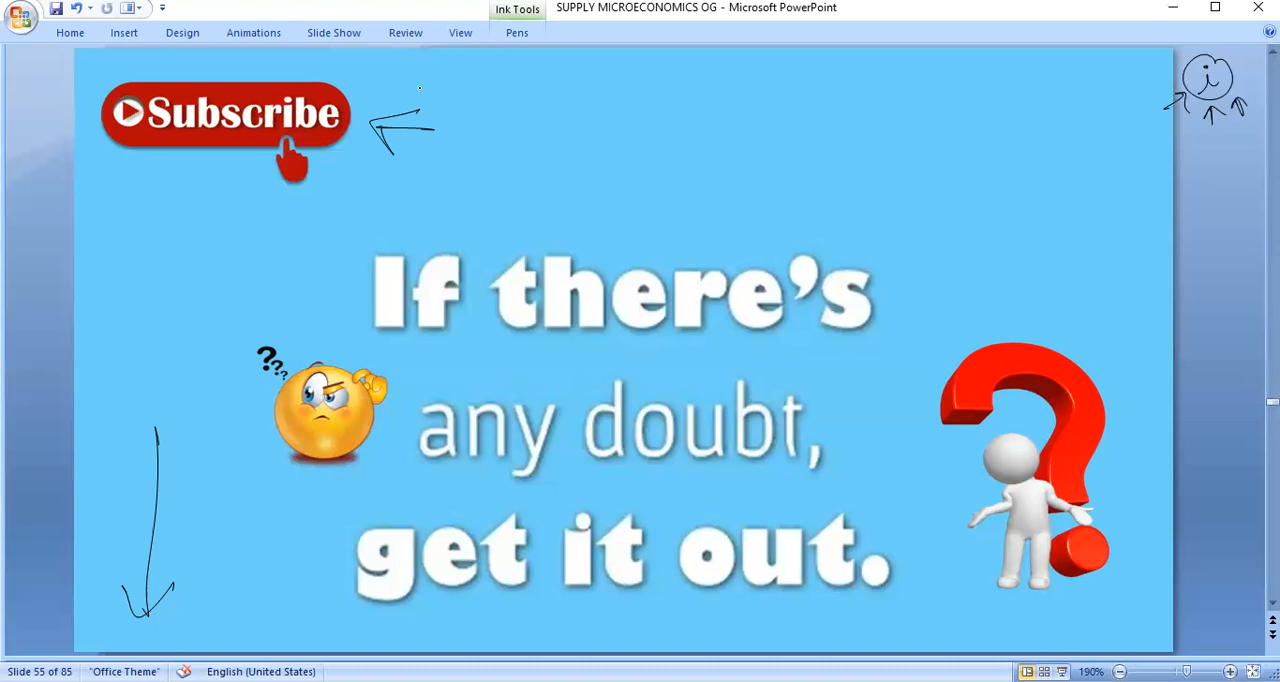 Ink Tools
SUPPLY MICROECONOMICS OG - Microsoft PowerPoint
Home Insert Design Animations Slide Show Review View Pens
Subscribe
i
If there's
???
any doubt,
?
get it out.
Slide 55 of 85 "Office Theme" English (United States) 190%